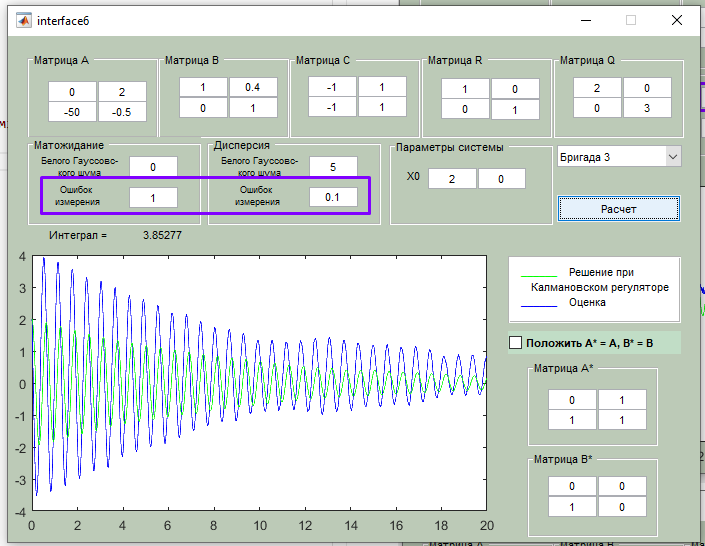 interface6
Матрица A
0 2
-50 -0.5
Матрица B
1 0.4
0 1
Матрица C
-1 1
-1 1
Матрица R
1 0
0 1
Матрица Q
2 0
0 3
Матожидание
Белого Гауссовс-
кого шума
0
Ошибок
измерения
1
Дисперсия
Белого Гауссовс-
кого шума
5
Ошибок
измерения
0.1
Параметры системы
X0 2 0
Бригада 3
Расчет
Интеграл = 3.85277
4
3
2
1
0
-1
-2
-3
-4
0 2 4 6 8 10 12 14 16 18 20
Решение при
Калмановском регуляторе
Оценка
Положить A* = A, B* = B
Матрица A*
0 1
1 1
Матрица B*
0 0
1 0